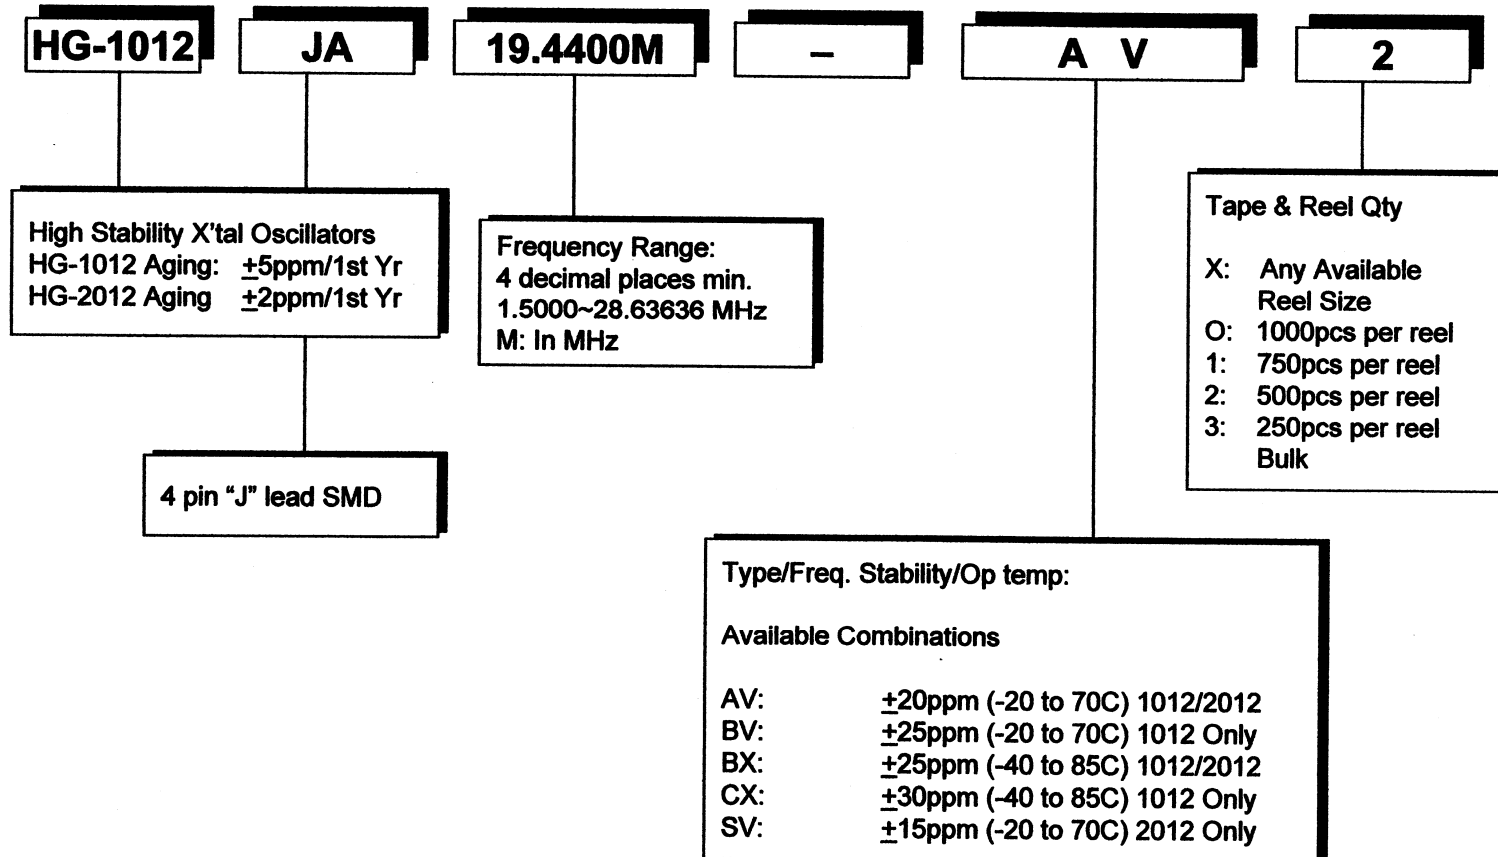 HG-1012 JA 19.4400M – A V 2
High Stability X'tal Oscillators
HG-1012 Aging: ±5ppm/1st Yr
HG-2012 Aging ±2ppm/1st Yr
4 pin “J” lead SMD
Frequency Range:
4 decimal places min.
1.5000~28.63636 MHz
M: In MHz
Tape & Reel Qty
X: Any Available
Reel Size
O: 1000pcs per reel
1: 750pcs per reel
2: 500pcs per reel
3: 250pcs per reel
Bulk
Type/Freq. Stability/Op temp:
Available Combinations
AV: ±20ppm (-20 to 70C) 1012/2012
BV: ±25ppm (-20 to 70C) 1012 Only
BX: ±25ppm (-40 to 85C) 1012/2012
CX: ±30ppm (-40 to 85C) 1012 Only
SV: ±15ppm (-20 to 70C) 2012 Only